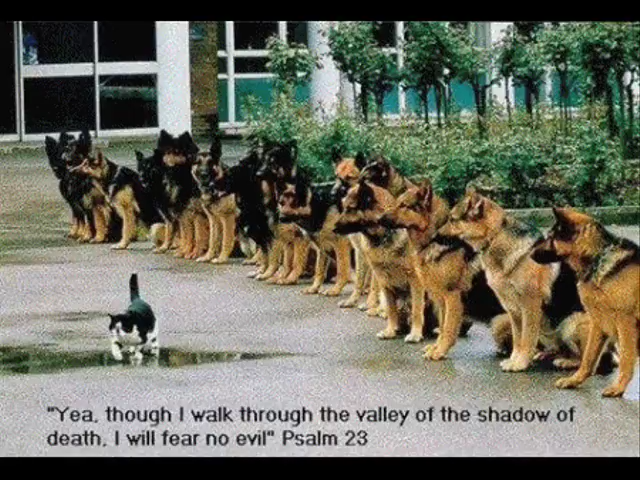 "Yea, though I walk through the valley of the shadow of
death, I will fear no evil" Psalm 23